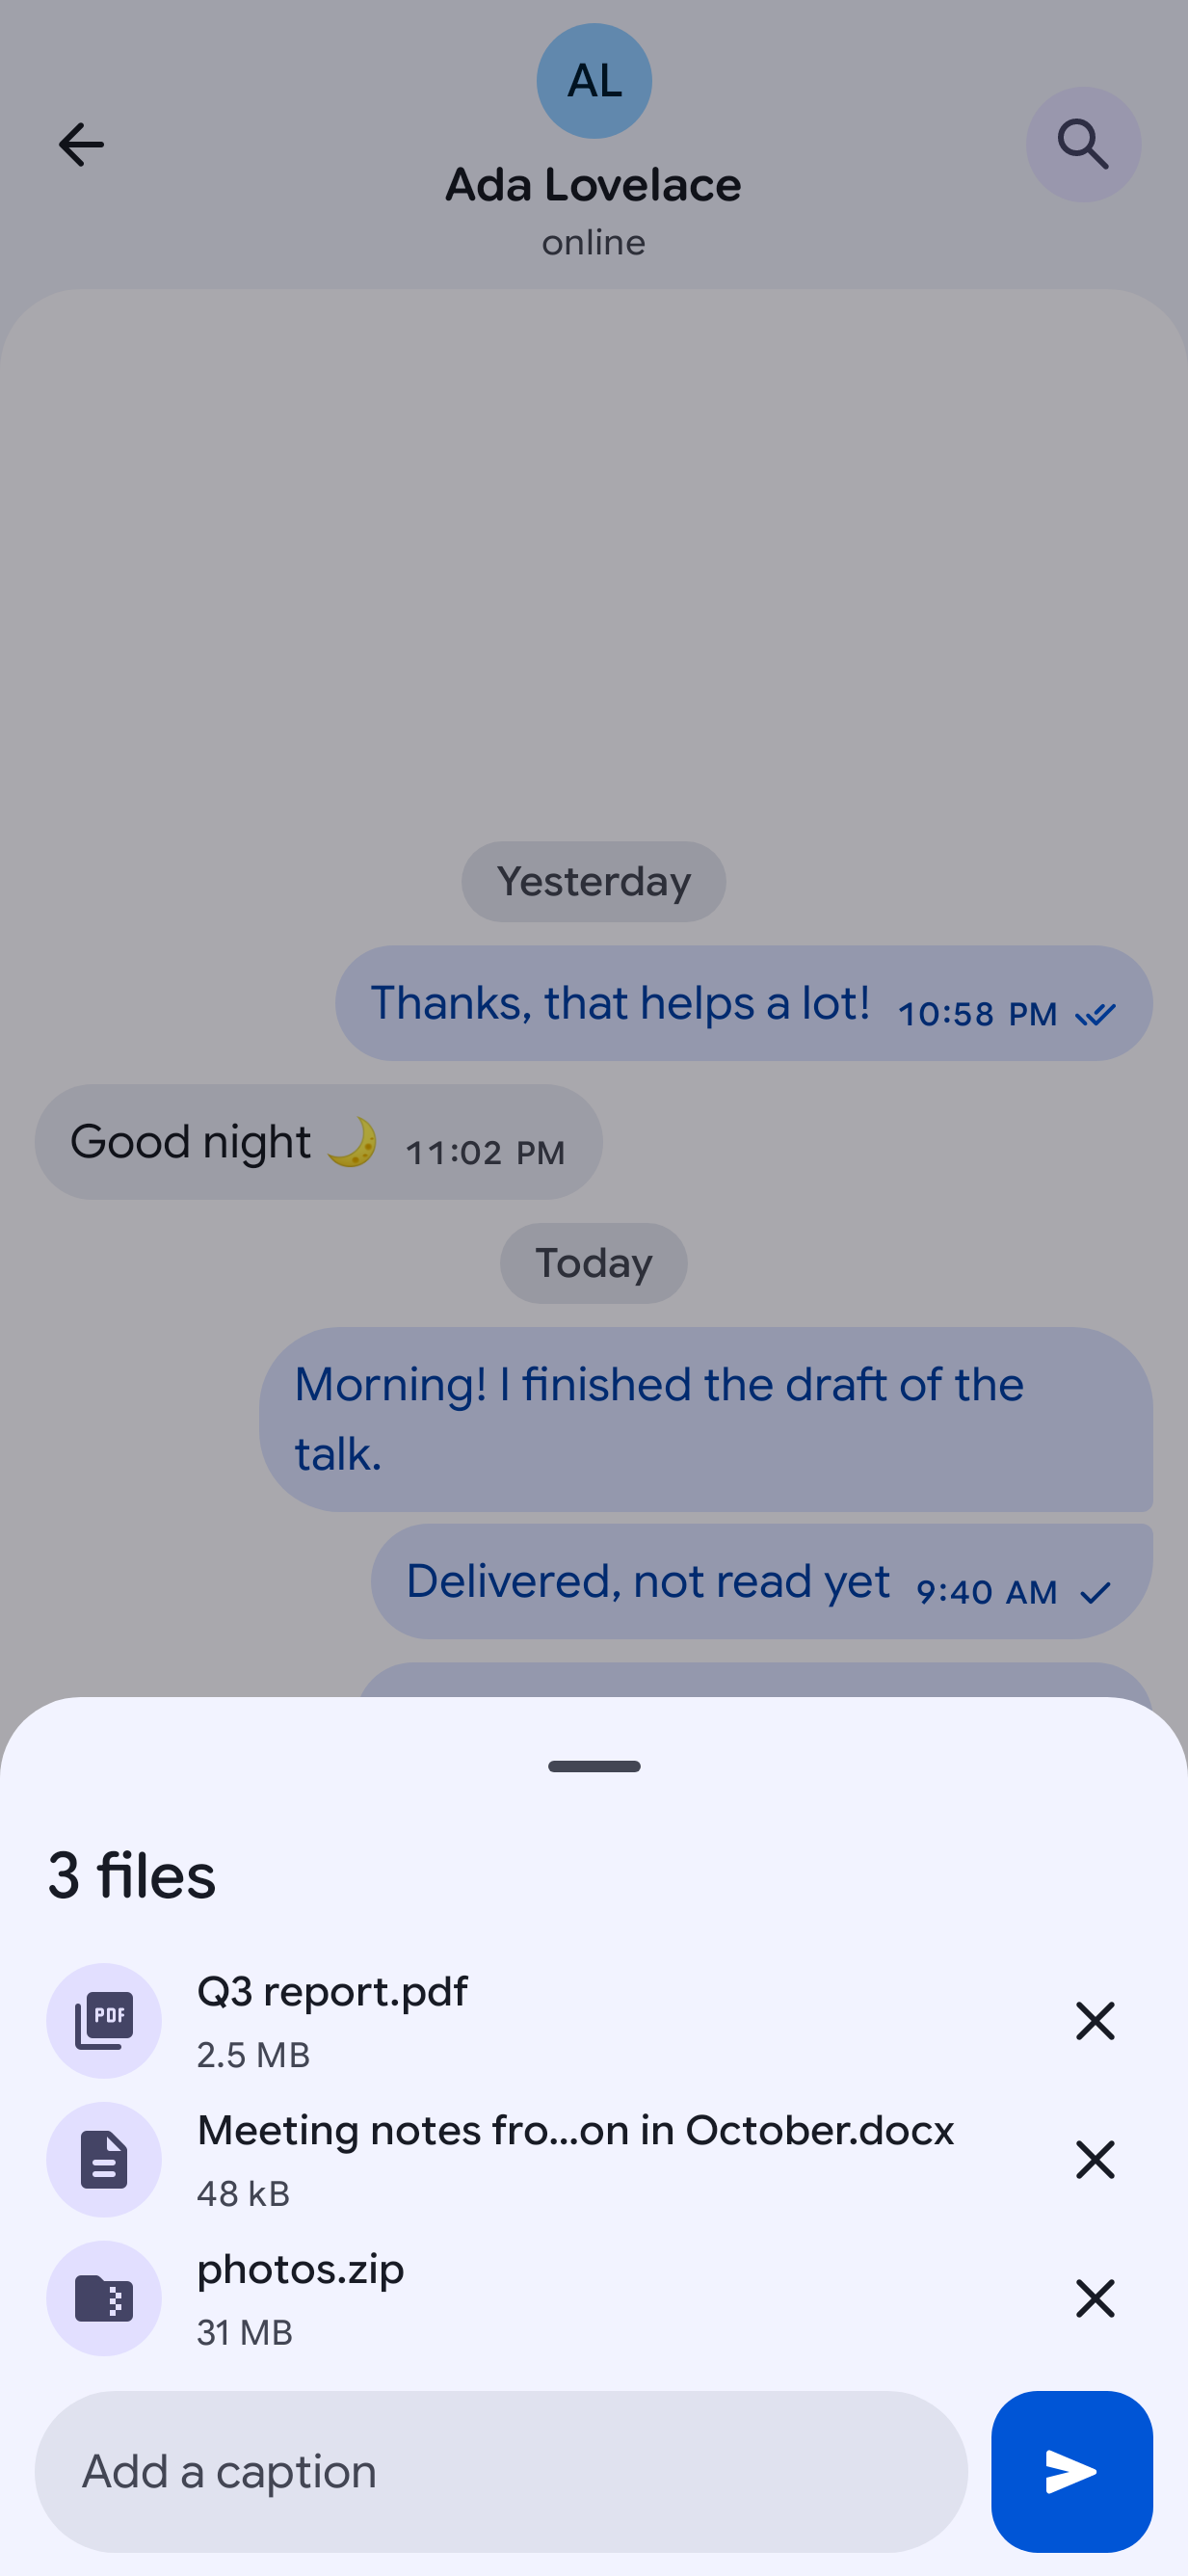 AL
Ada Lovelace
online
Yesterday
Thanks, that helps a lot! 10:58 PM
Good night 🌙 11:02 PM
Today
Morning! I finished the draft of the
talk.
Delivered, not read yet 9:40 AM
3 files
PDF
Q3 report.pdf
2.5 MB
Meeting notes fro...on in October.docx
48 kB
photos.zip
31 MB
Add a caption